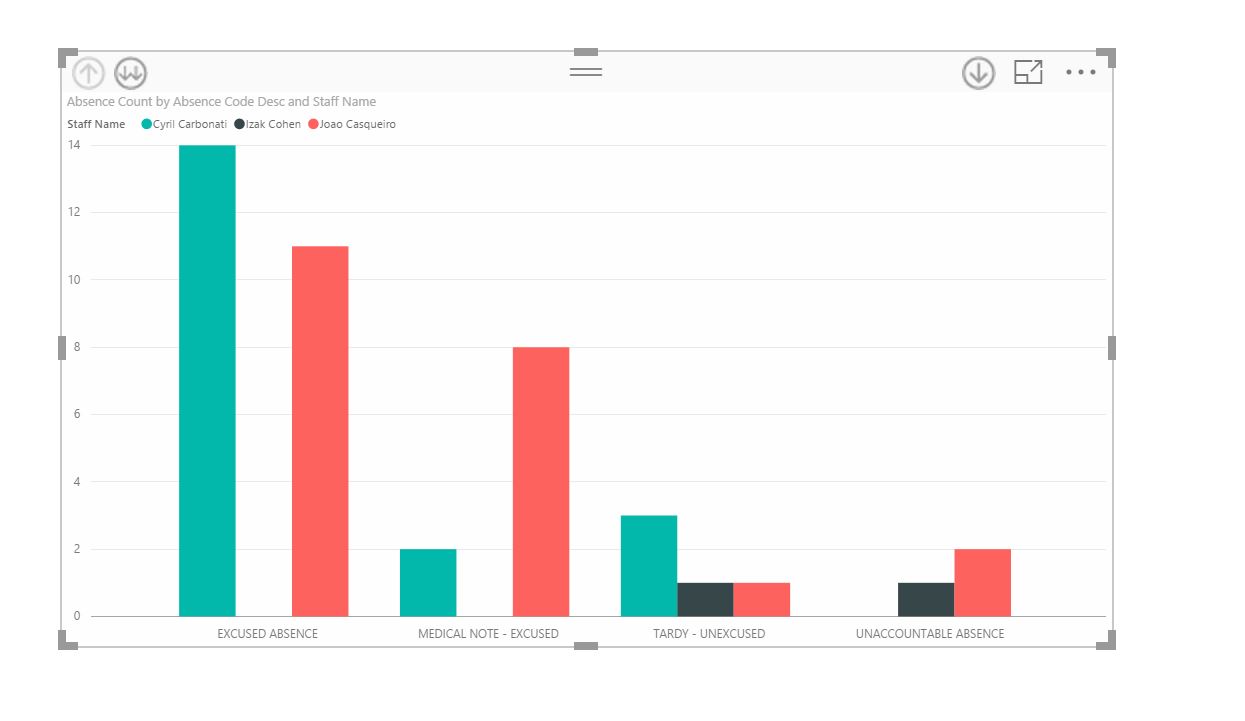 Absence Count by Absence Code Desc and Staff Name
Staff Name Cyril Carbonati Izak Cohen Joao Casqueiro
14
12
10
8
6
4
2
0
EXCUSED ABSENCE MEDICAL NOTE - EXCUSED TARDY - UNEXCUSED UNACCOUNTABLE ABSENCE